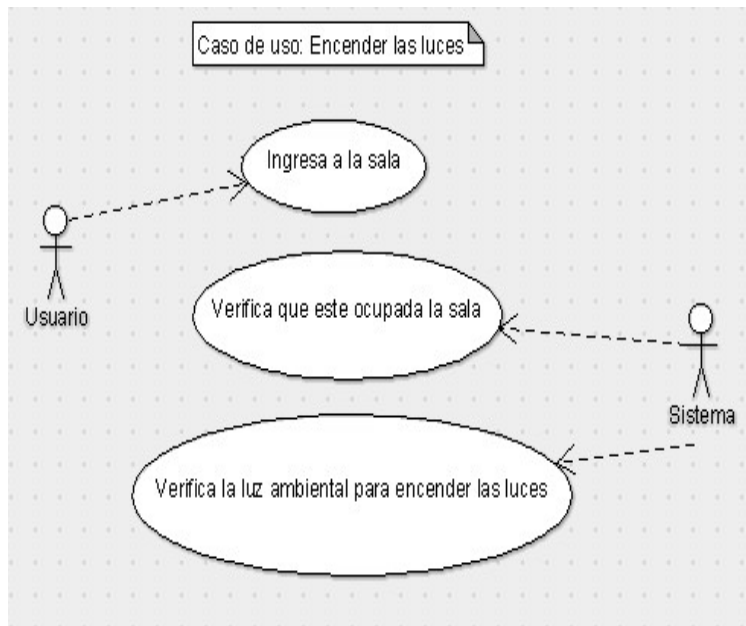 Caso de uso: Encender las luces
Ingresa a la sala
Usuario
Verifica que este ocupada la sala
Sistema
Verifica la luz ambiental para encender las luces